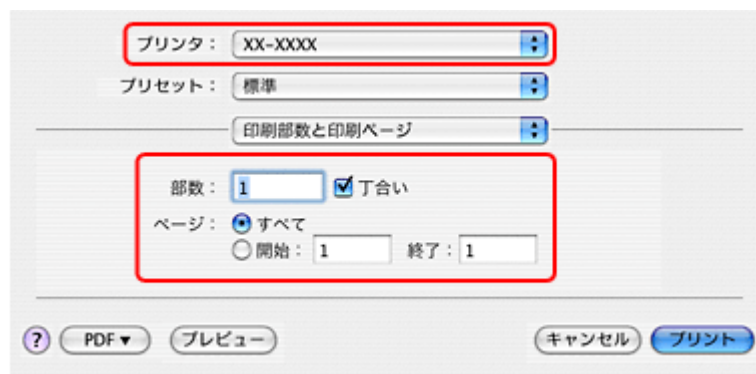 プリンタ： XX-XXXX
プリセット： 標準
印刷部数と印刷ページ
部数： 1 丁合い
ページ： すべて
開始： 1 終了： 1
? PDF▼ プレビュー キャンセル プリント